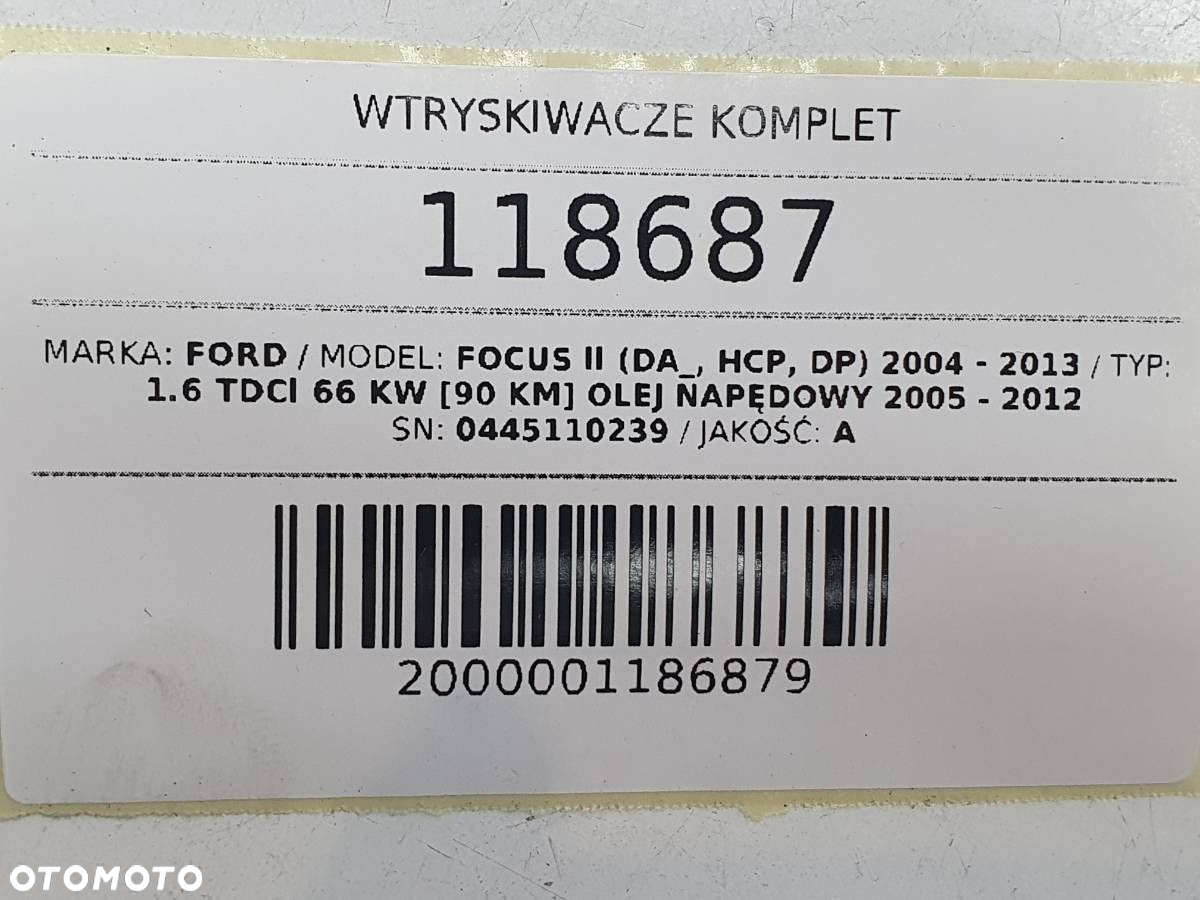 WTRYSKIWACZE KOMPLET
118687
MARKA: FORD / MODEL: FOCUS II (DA_, HCP, DP) 2004 - 2013 / TYP:
1.6 TDCI 66 KW [90 KM] OLEJ NAPĘDOWY 2005 - 2012
SN: 0445110239 / JAKOŚĆ: A
2000001186879
OTOMOTO